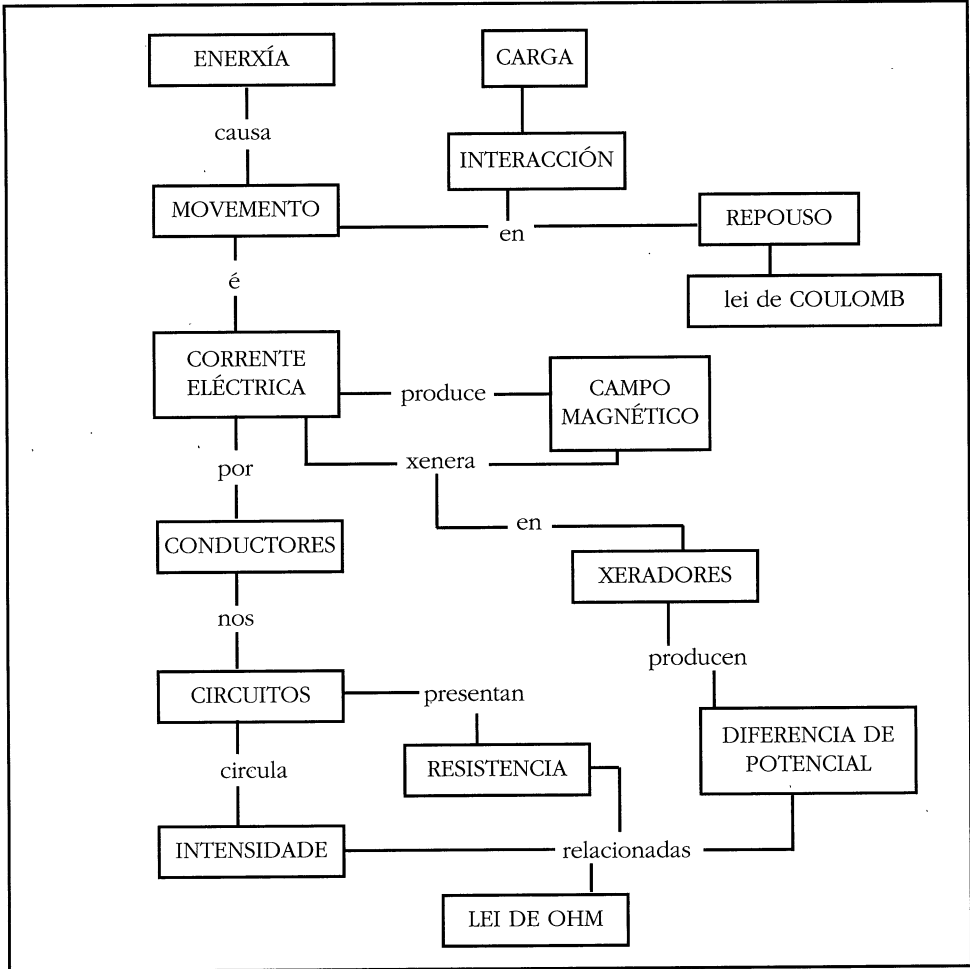 ENERXÍA
CARGA
causa
INTERACCIÓN
MOVEMENTO
en
REPOUSO
é
lei de COULOMB
CORRENTE
ELÉCTRICA
produce
CAMPO
MAGNÉTICO
por
xenera
en
CONDUCTORES
XERADORES
nos
producen
CIRCUITOS
presentan
DIFERENCIA DE
POTENCIAL
circula
RESISTENCIA
INTENSIDADE
relacionadas
LEI DE OHM